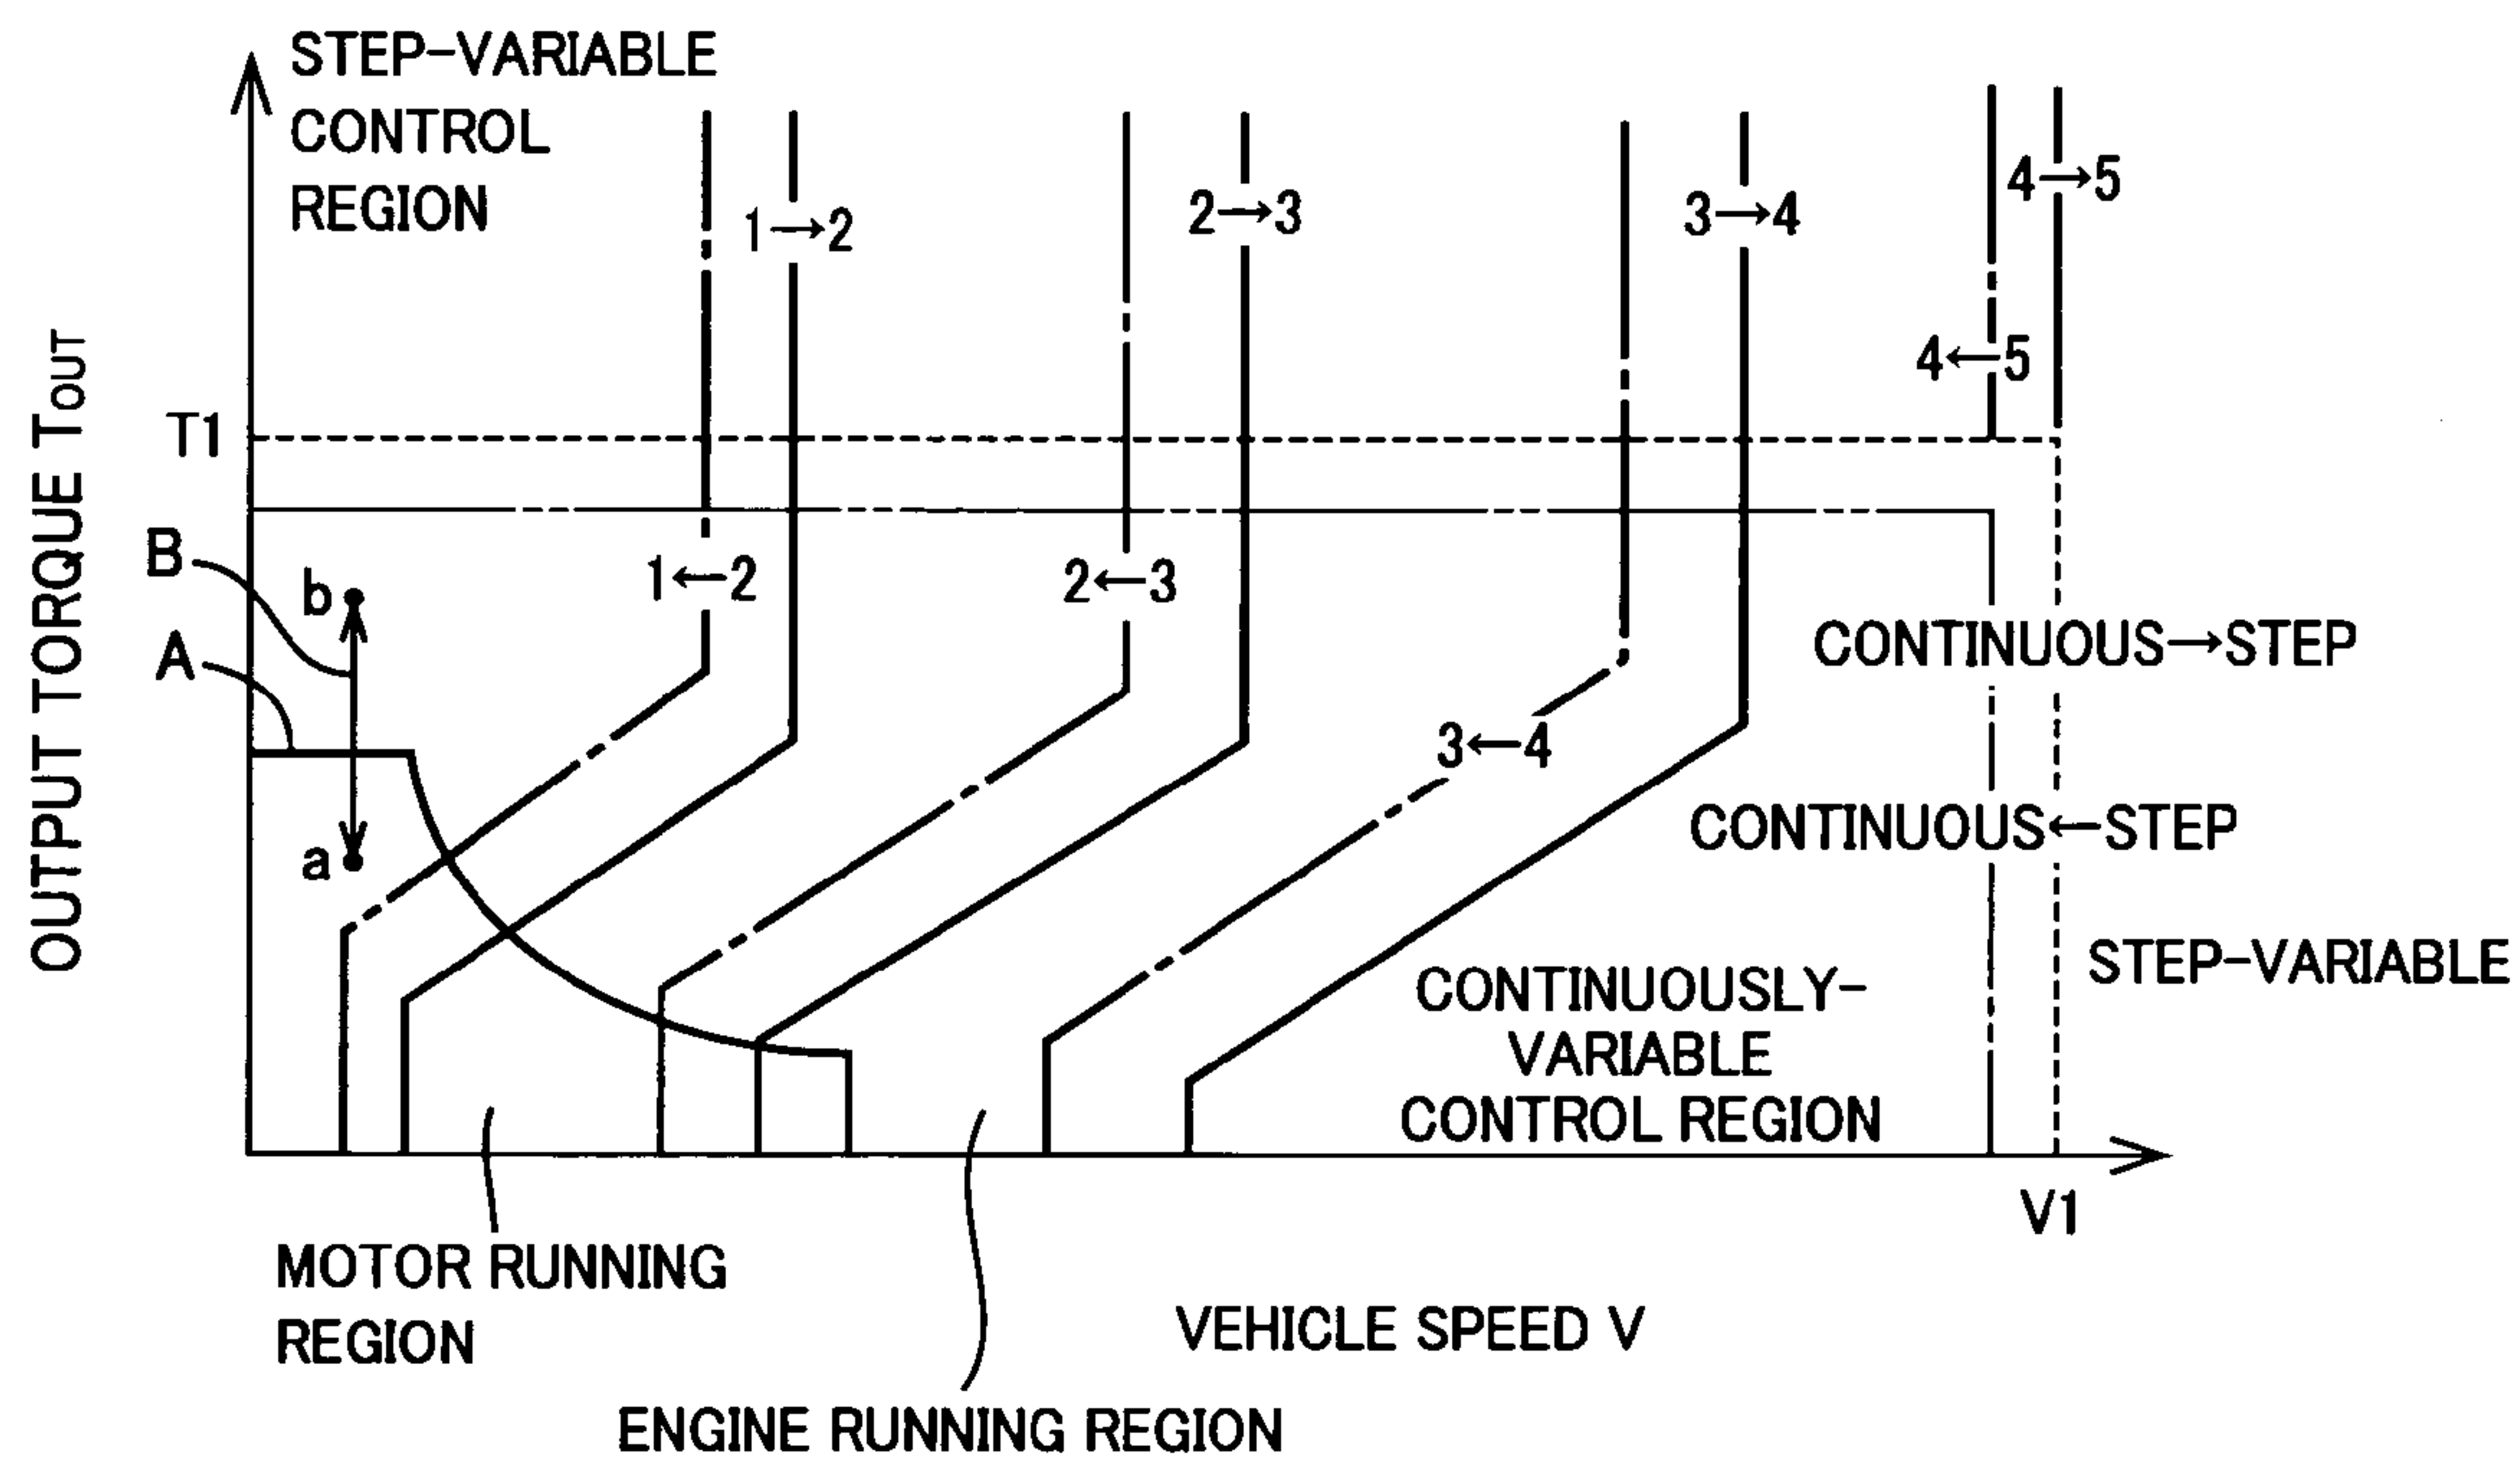 STEP-VARIABLE
CONTROL
REGION
1→2
2→3
3→4
4→5
4←5
OUTPUT TORQUE TOUT
T1
B
b
A
a
1←2
2←3
3←4
CONTINUOUS→STEP
CONTINUOUS←STEP
STEP-VARIABLE
CONTINUOUSLY-
VARIABLE
CONTROL REGION
V1
MOTOR RUNNING
REGION
VEHICLE SPEED V
ENGINE RUNNING REGION